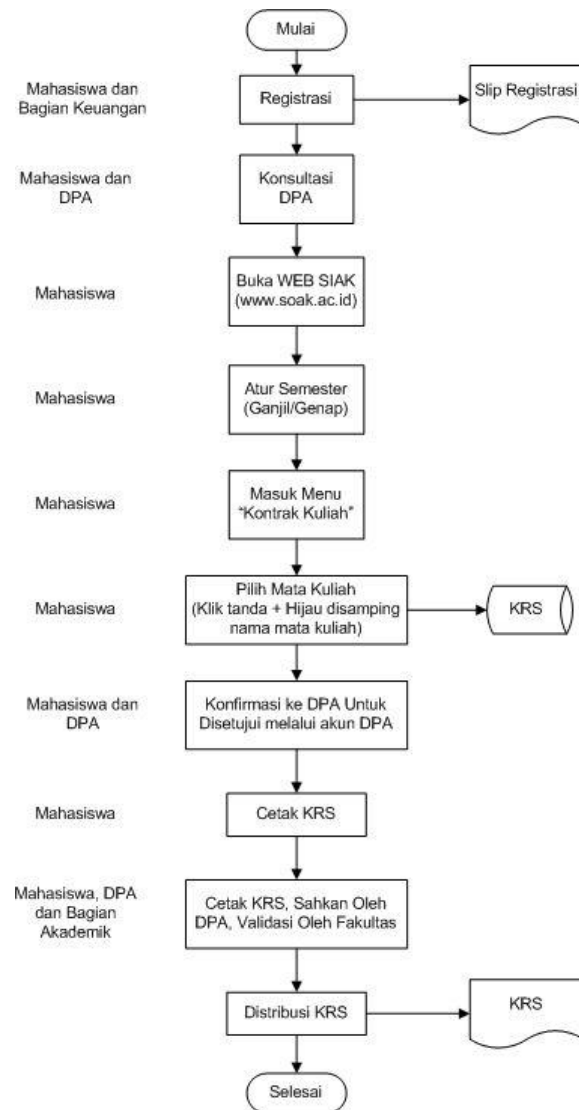 Mulai
Mahasiswa dan
Bagian Keuangan
Registrasi
Slip Registrasi
Mahasiswa dan
DPA
Konsultasi
DPA
Mahasiswa
Buka WEB SIAK
(www.soak.ac.id)
Mahasiswa
Atur Semester
(Ganjil/Genap)
Mahasiswa
Masuk Menu
“Kontrak Kuliah”
Mahasiswa
Pilih Mata Kuliah
(Klik tanda + Hijau disamping
nama mata kuliah)
KRS
Mahasiswa dan
DPA
Konfirmasi ke DPA Untuk
Disetujui melalui akun DPA
Mahasiswa
Cetak KRS
Mahasiswa, DPA
dan Bagian
Akademik
Cetak KRS, Sahkan Oleh
DPA, Validasi Oleh Fakultas
Distribusi KRS
KRS
Selesai